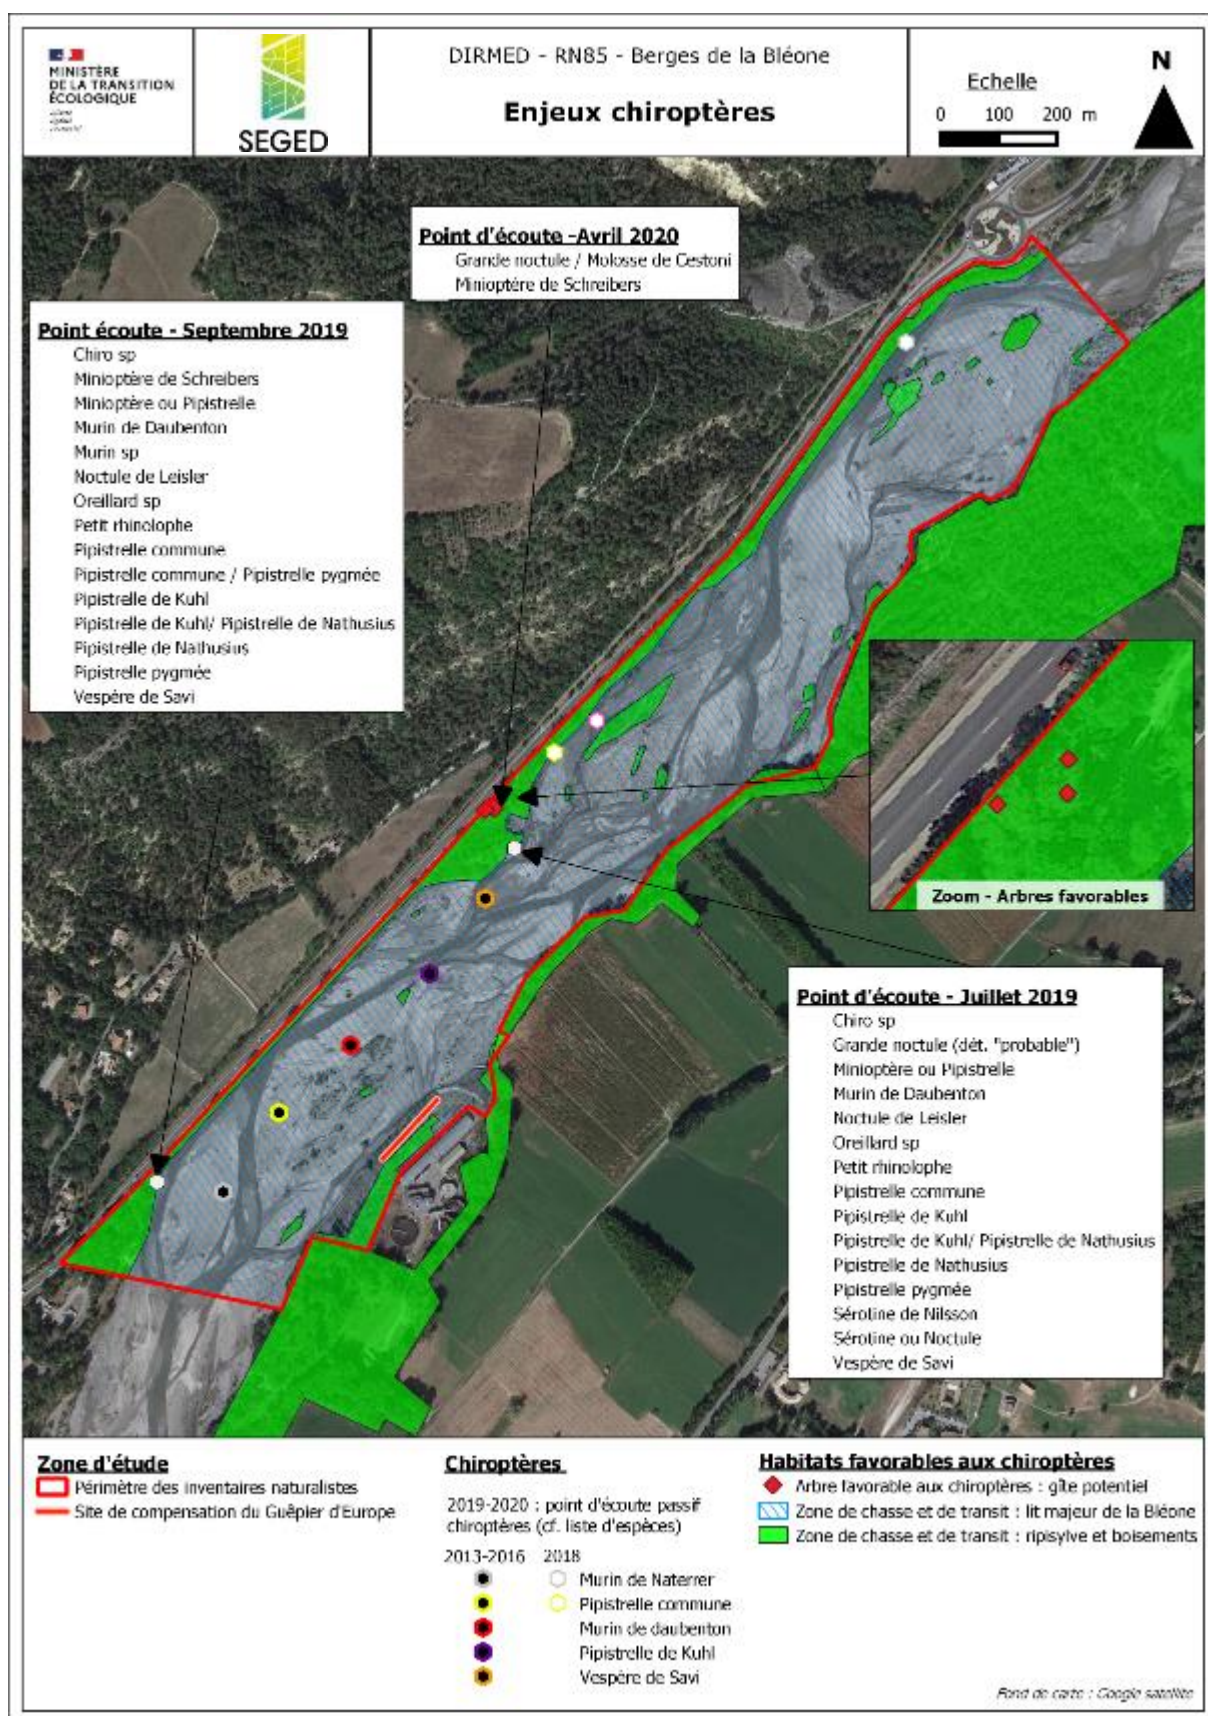 MINISTÈRE
DE LA TRANSITION
ÉCOLOGIQUE
SEGED
DIRMED - RN85 - Berges de la Bléone
Enjeux chiroptères
Echelle
0 100 200 m
N
Point d'écoute -Avril 2020
Grande noctule / Molosse de Cestoni
Minioptère de Schreibers
Point écoute - Septembre 2019
Chiro sp
Minioptère de Schreibers
Minioptère ou Pipistrelle
Murin de Daubenton
Murin sp
Noctule de Leisler
Oreillard sp
Petit rhinolophe
Pipistrelle commune
Pipistrelle commune / Pipistrelle pygmée
Pipistrelle de Kuhl
Pipistrelle de Kuhl/ Pipistrelle de Nathusius
Pipistrelle de Nathusius
Pipistrelle pygmée
Vespère de Savi
Zoom - Arbres favorables
Point d'écoute - Juillet 2019
Chiro sp
Grande noctule (dét. "probable")
Minioptère ou Pipistrelle
Murin de Daubenton
Noctule de Leisler
Oreillard sp
Petit rhinolophe
Pipistrelle commune
Pipistrelle de Kuhl
Pipistrelle de Kuhl/ Pipistrelle de Nathusius
Pipistrelle de Nathusius
Pipistrelle pygmée
Sérotine de Nilsson
Sérotine ou Noctule
Vespère de Savi
Zone d'étude
Périmètre des inventaires naturalistes
Site de compensation du Guêpier d'Europe
Chiroptères
2019-2020 : point d'écoute passif
chiroptères (cf. liste d'espèces)
2013-2016 2018
Murin de Naterrer
Pipistrelle commune
Murin de daubenton
Pipistrelle de Kuhl
Vespère de Savi
Habitats favorables aux chiroptères
Arbre favorable aux chiroptères : gîte potentiel
Zone de chasse et de transit : lit majeur de la Bléone
Zone de chasse et de transit : ripisylve et boisements
Fond de carte : Google satellite